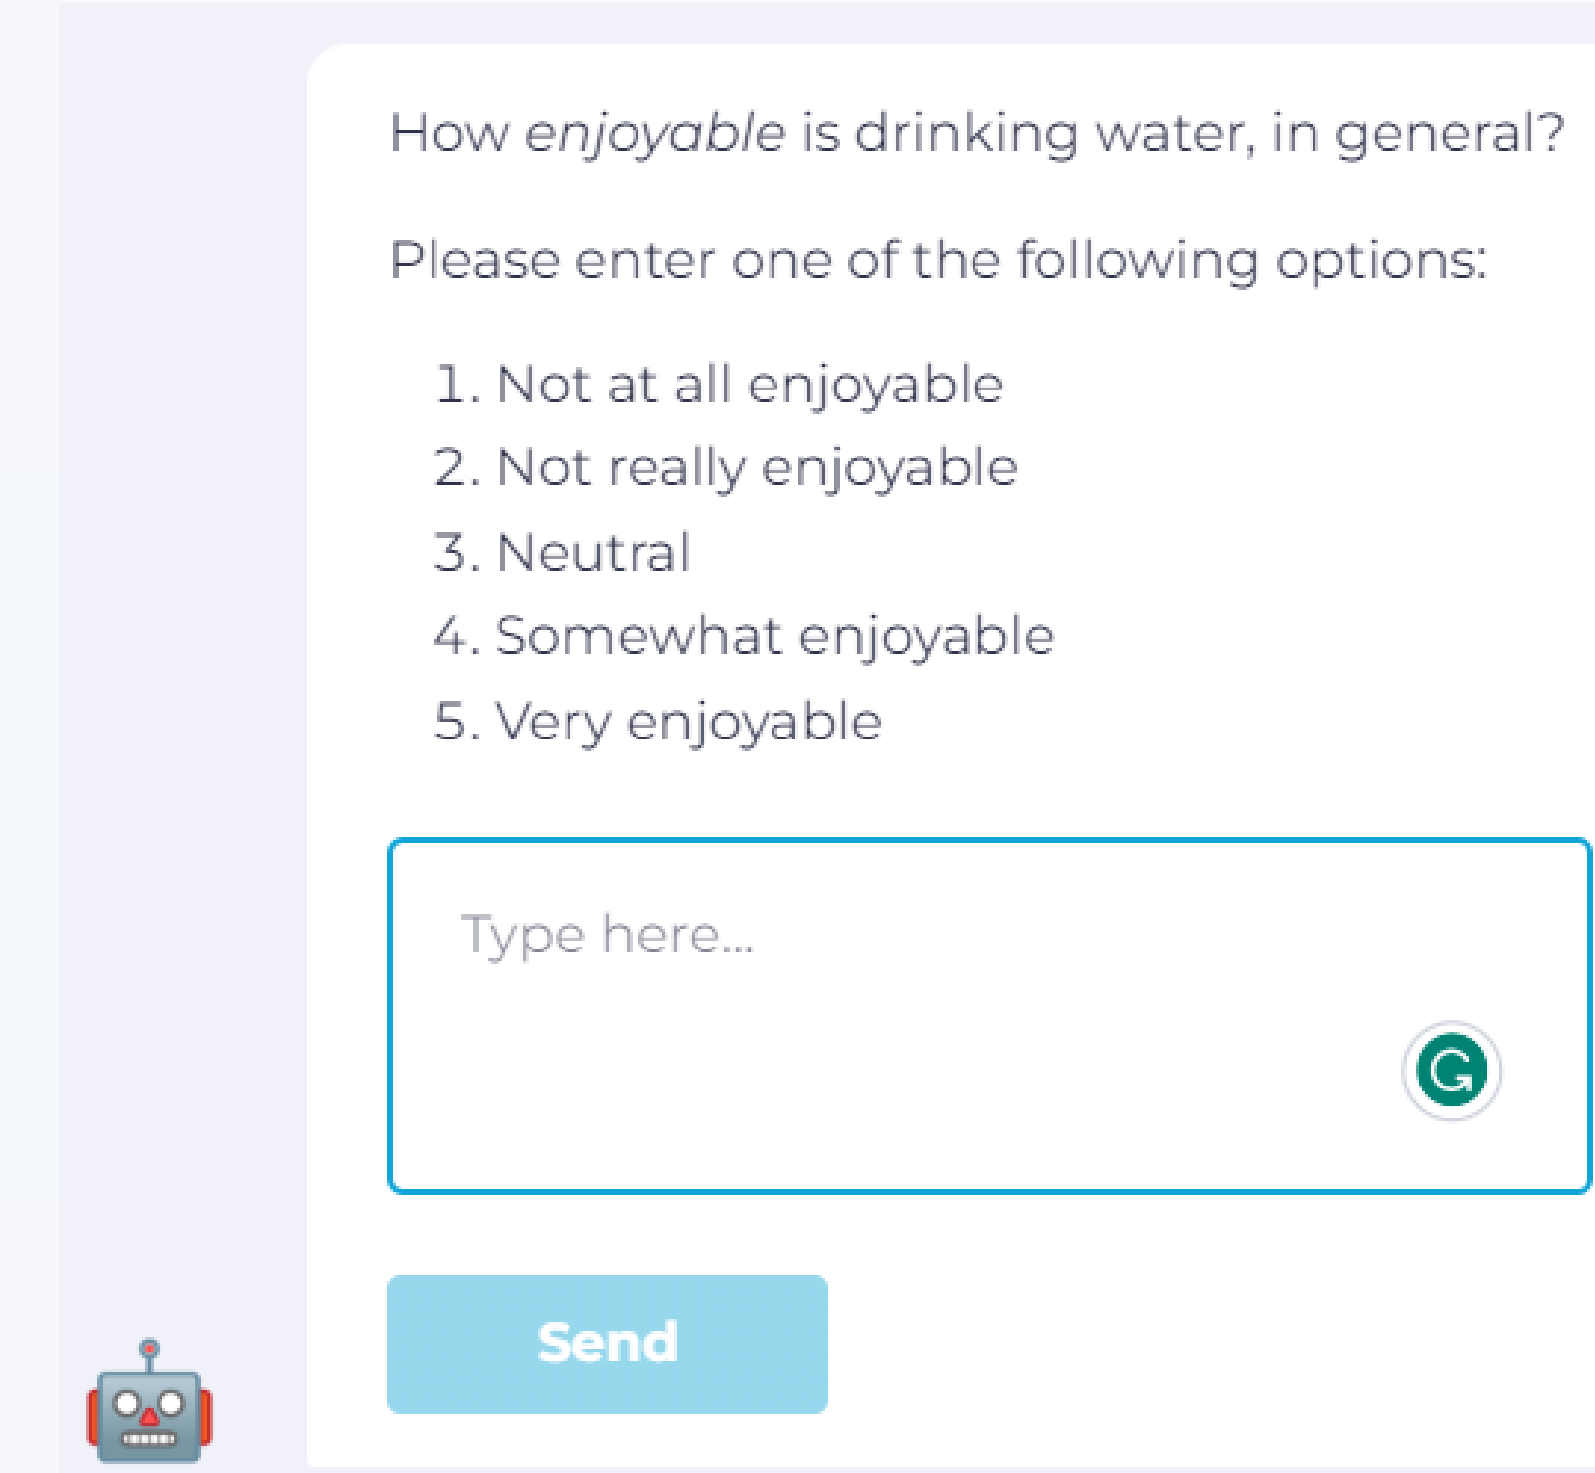 How enjoyable is drinking water, in general?
Please enter one of the following options:
1. Not at all enjoyable
2. Not really enjoyable
3. Neutral
4. Somewhat enjoyable
5. Very enjoyable
Type here...
G
Send